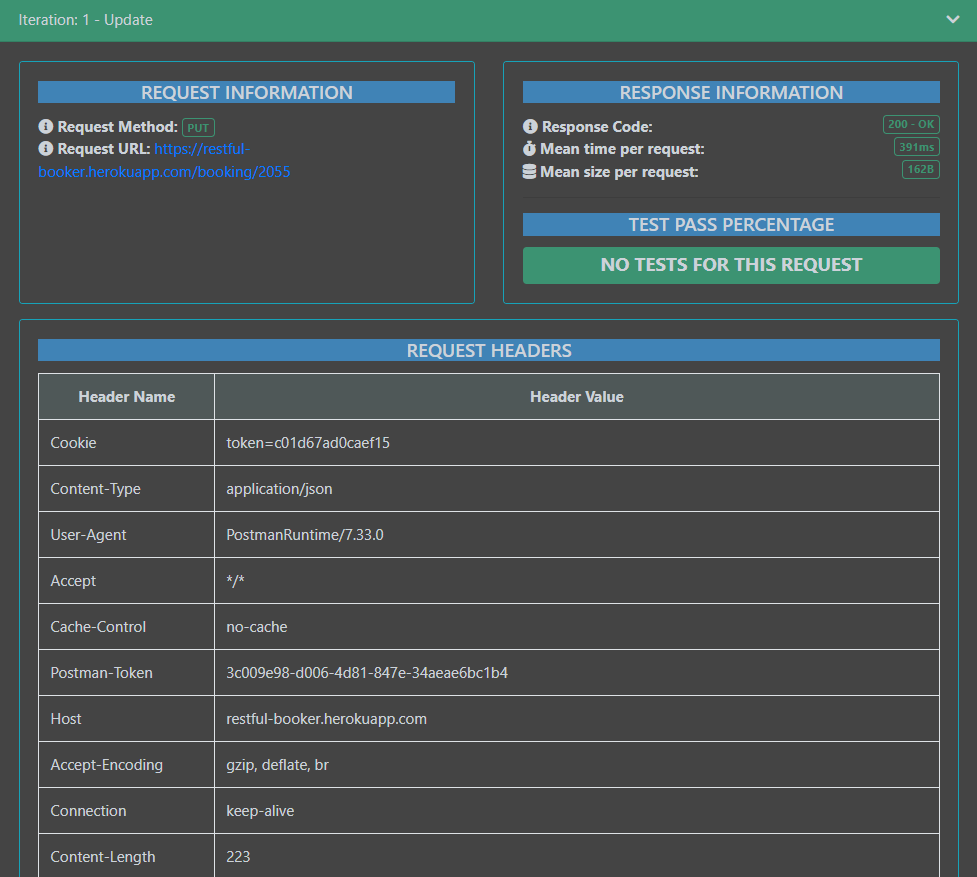 Iteration: 1 - Update
REQUEST INFORMATION
Request Method: PUT
Request URL: https://restful-
booker.herokuapp.com/booking/2055
RESPONSE INFORMATION
Response Code: 200 - OK
Mean time per request: 391ms
Mean size per request: 162B
TEST PASS PERCENTAGE
NO TESTS FOR THIS REQUEST
REQUEST HEADERS
Header Name Header Value
Cookie token=c01d67ad0caef15
Content-Type application/json
User-Agent PostmanRuntime/7.33.0
Accept */*
Cache-Control no-cache
Postman-Token 3c009e98-d006-4d81-847e-34aeae6bc1b4
Host restful-booker.herokuapp.com
Accept-Encoding gzip, deflate, br
Connection keep-alive
Content-Length 223